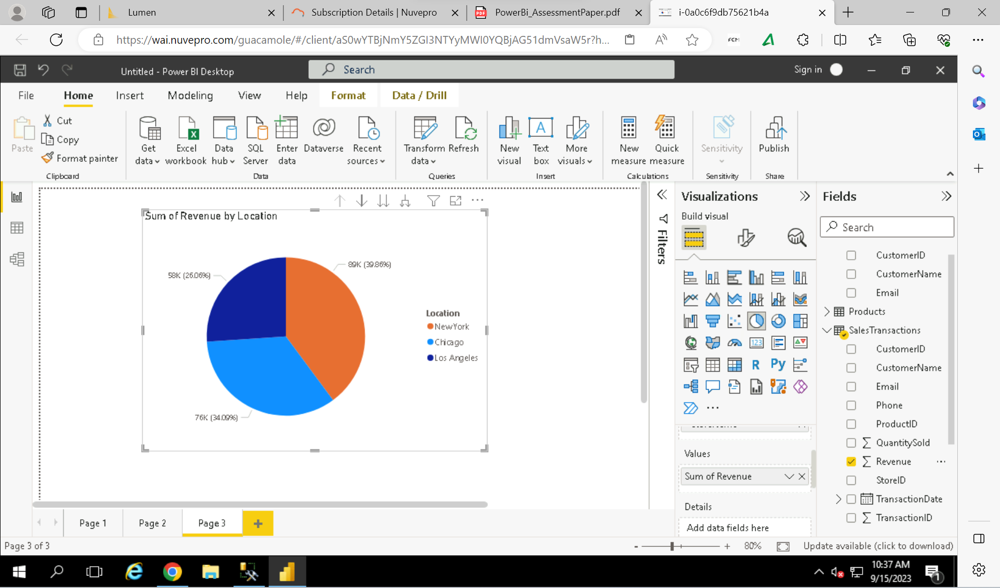 Lumen
Subscription Details | Nuvepro
PowerBi_AssessmentPaper.pdf
i-0a0c6f9db75621b4a
https://wai.nuvepro.com/guacamole/#/client/aS0wYTBjNmY5ZGI3NTYyMWI0YQBjAG51dmVsaW5r?h...
Untitled - Power BI Desktop
Search
Sign in
File
Home
Insert
Modeling
View
Help
Format
Data / Drill
Paste
Cut
Copy
Format painter
Clipboard
Get data
Excel workbook
Data hub
SQL Server
Enter data
Dataverse
Recent sources
Data
Transform data
Refresh
Queries
New visual
Text box
More visuals
Insert
New measure
Quick measure
Calculations
Sensitivity
Sensitivity
Publish
Share
Sum of Revenue by Location
89K (39.86%)
58K (26.06%)
76K (34.09%)
Location
NewYork
Chicago
Los Angeles
Filters
Visualizations
Build visual
123
R
Py
Values
Sum of Revenue
Details
Add data fields here
Fields
Search
CustomerID
CustomerName
Email
Products
SalesTransactions
CustomerID
CustomerName
Email
Phone
ProductID
QuantitySold
Revenue
StoreID
TransactionDate
TransactionID
Page 1
Page 2
Page 3
Page 3 of 3
80%
Update available (click to download)
10:37 AM
9/15/2023
1